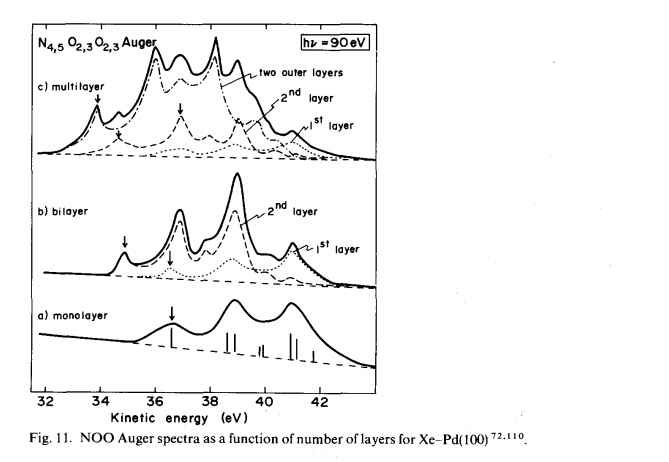 N4,5 O2,3 O2,3 Auger
hν = 90 eV
c) multilayer
two outer layers
2nd layer
1st layer
b) bilayer
2nd layer
1st layer
a) monolayer
32 34 36 38 40 42
Kinetic energy (eV)
Fig. 11. NOO Auger spectra as a function of number of layers for Xe–Pd(100) 72,110.